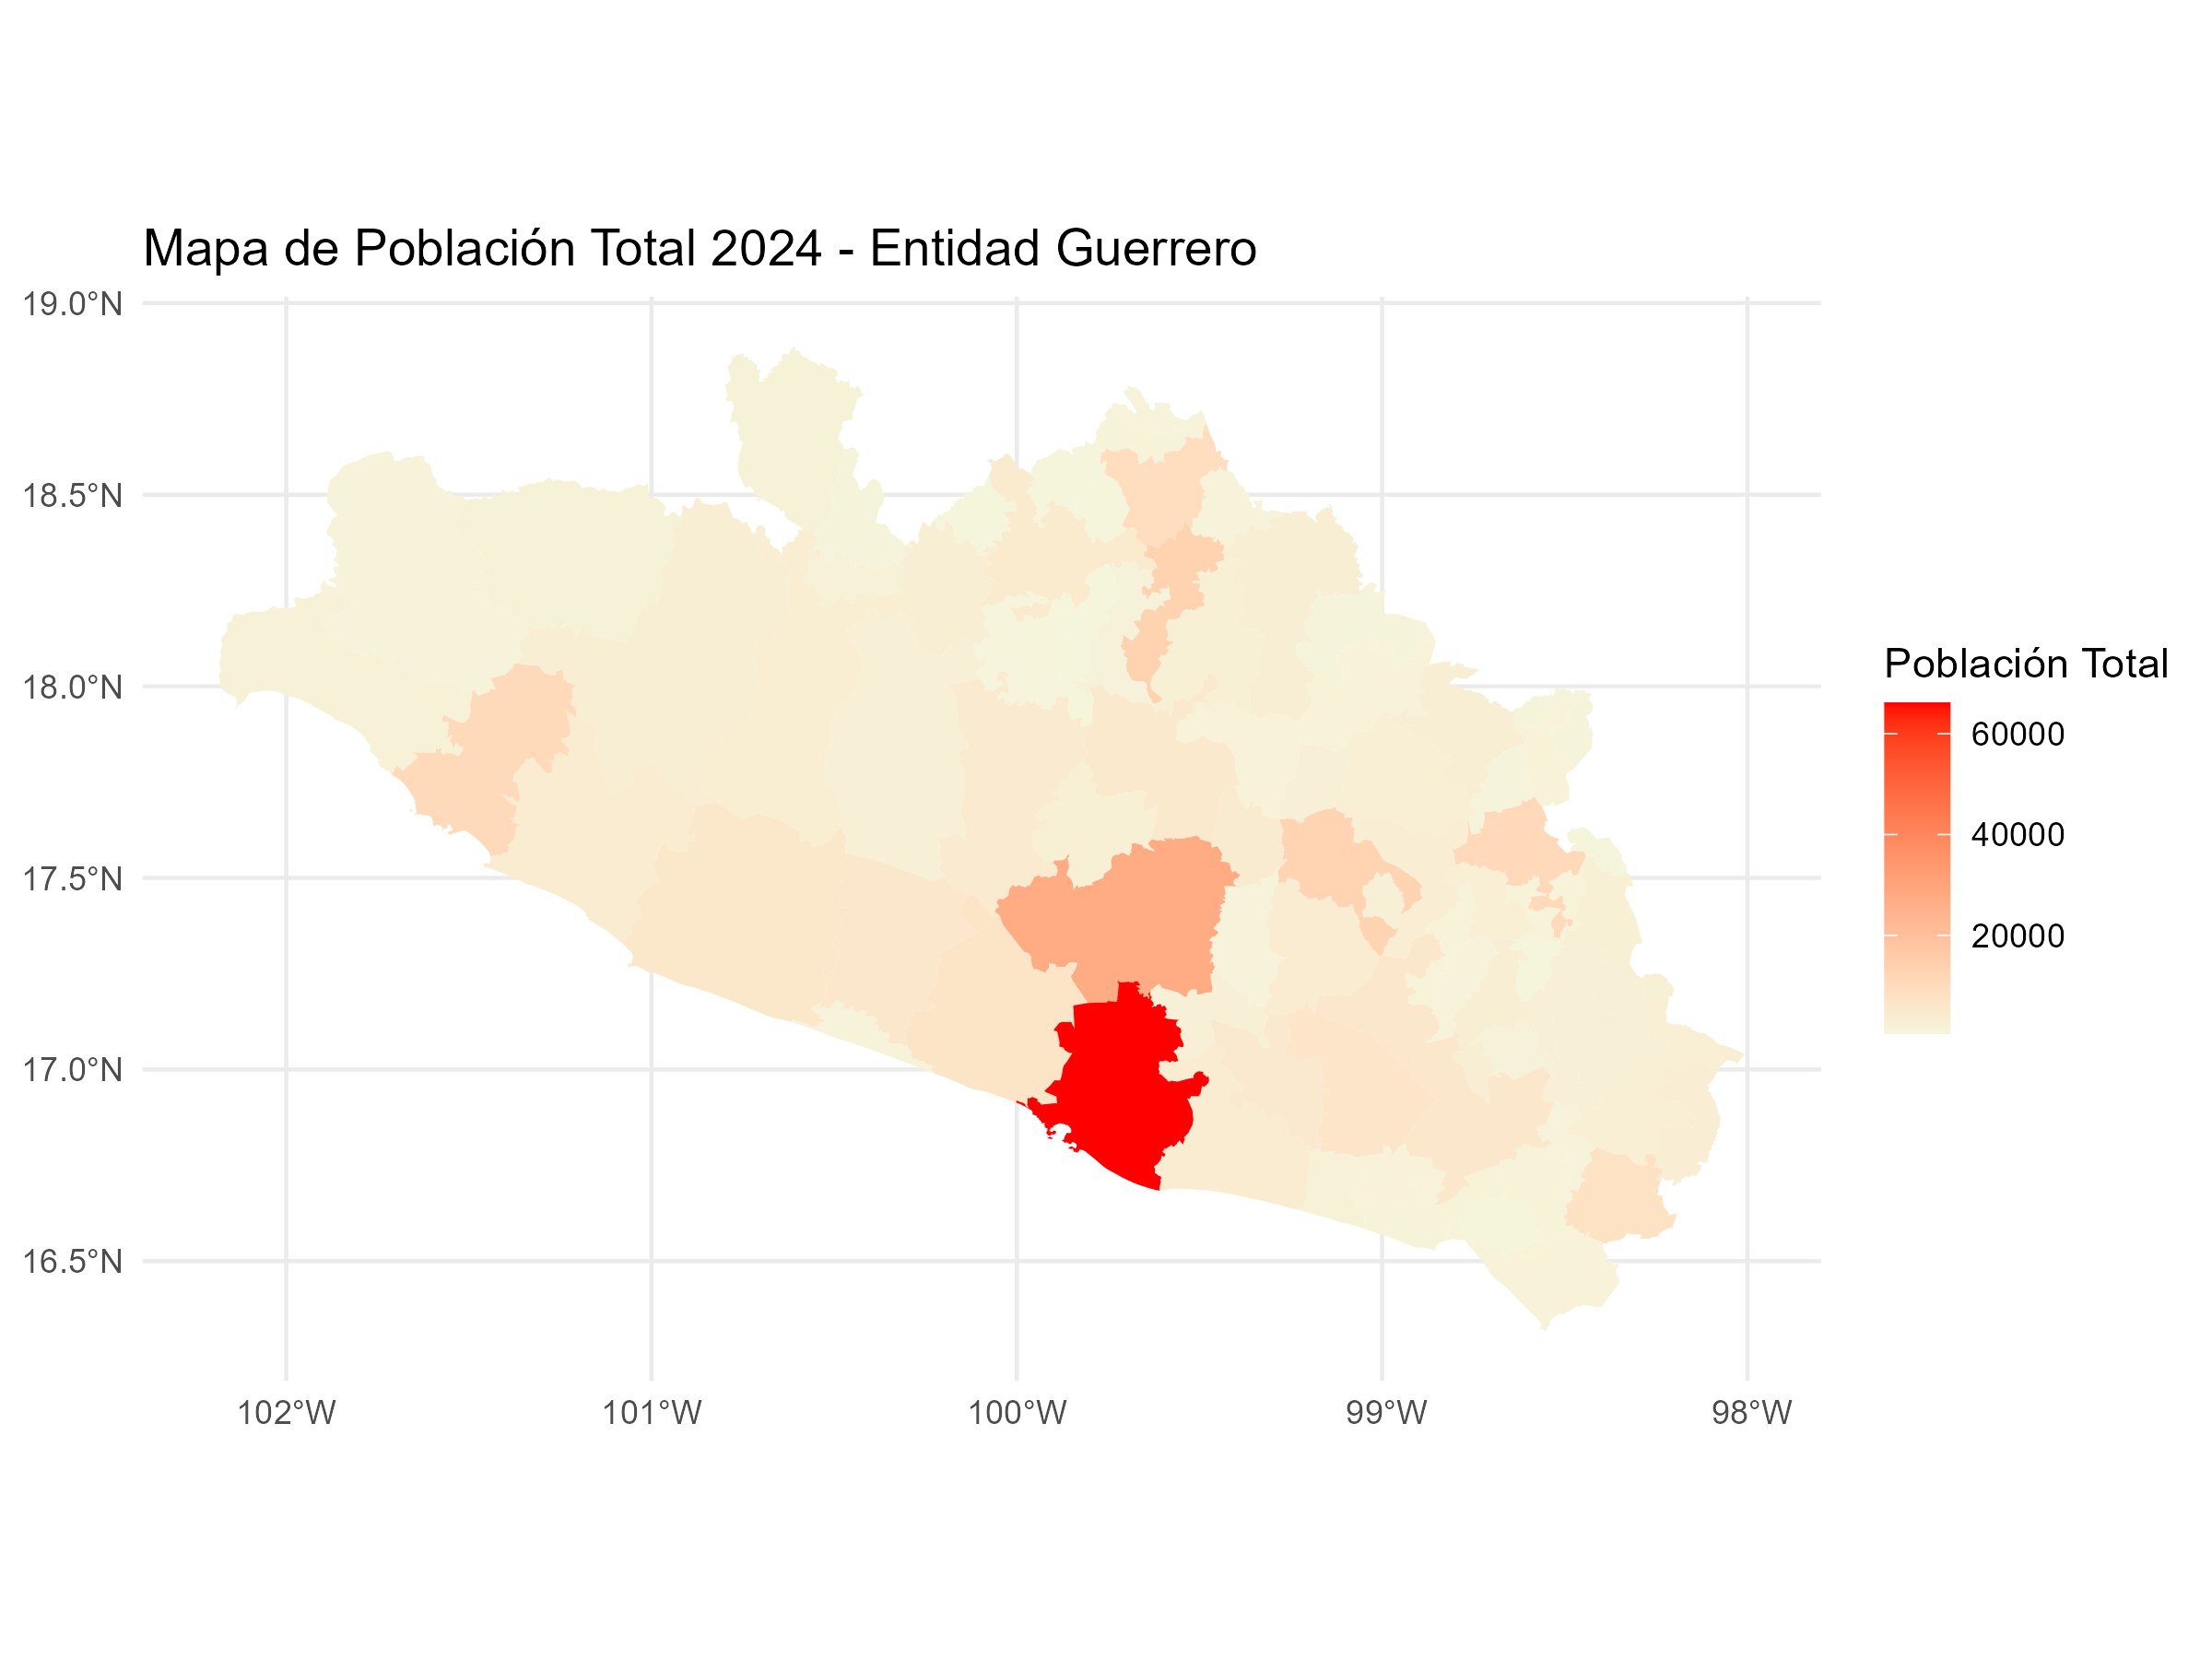 Mapa de Población Total 2024 - Entidad Guerrero
19.0°N
18.5°N
18.0°N
17.5°N
17.0°N
16.5°N
102°W
101°W
100°W
99°W
98°W
Población Total
60000
40000
20000